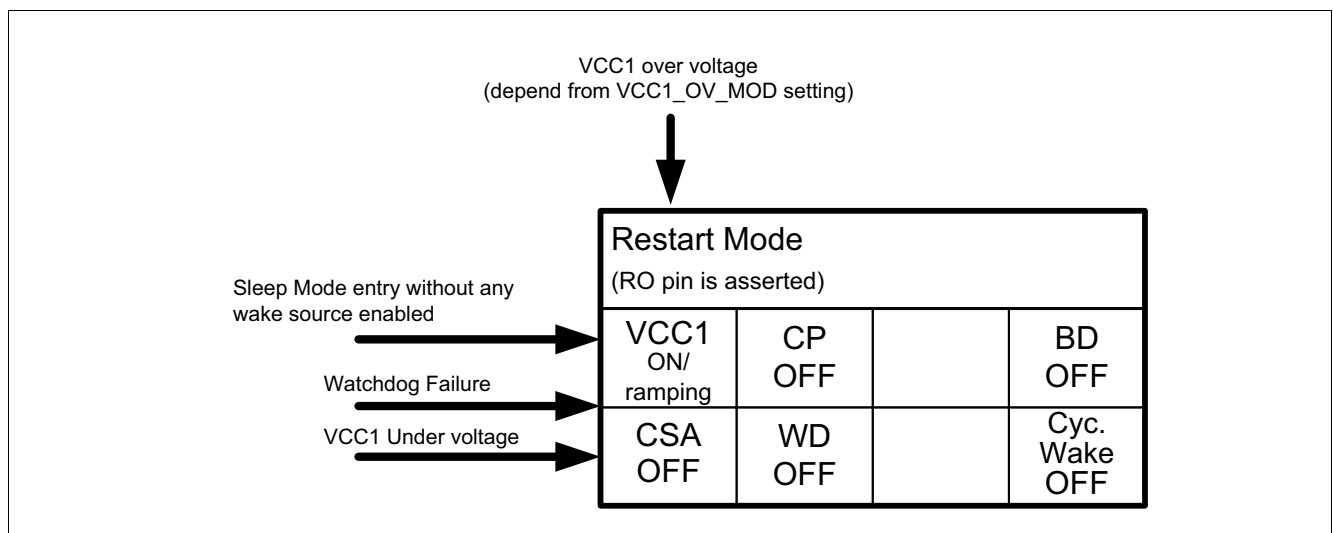 VCC1 over voltage
(depend from VCC1_OV_MOD setting)
Restart Mode
(RO pin is asserted)
Sleep Mode entry without any
wake source enabled
Watchdog Failure
VCC1 Under voltage
VCC1
ON/
ramping
CP
OFF
BD
OFF
CSA
OFF
WD
OFF
Cyc.
Wake
OFF